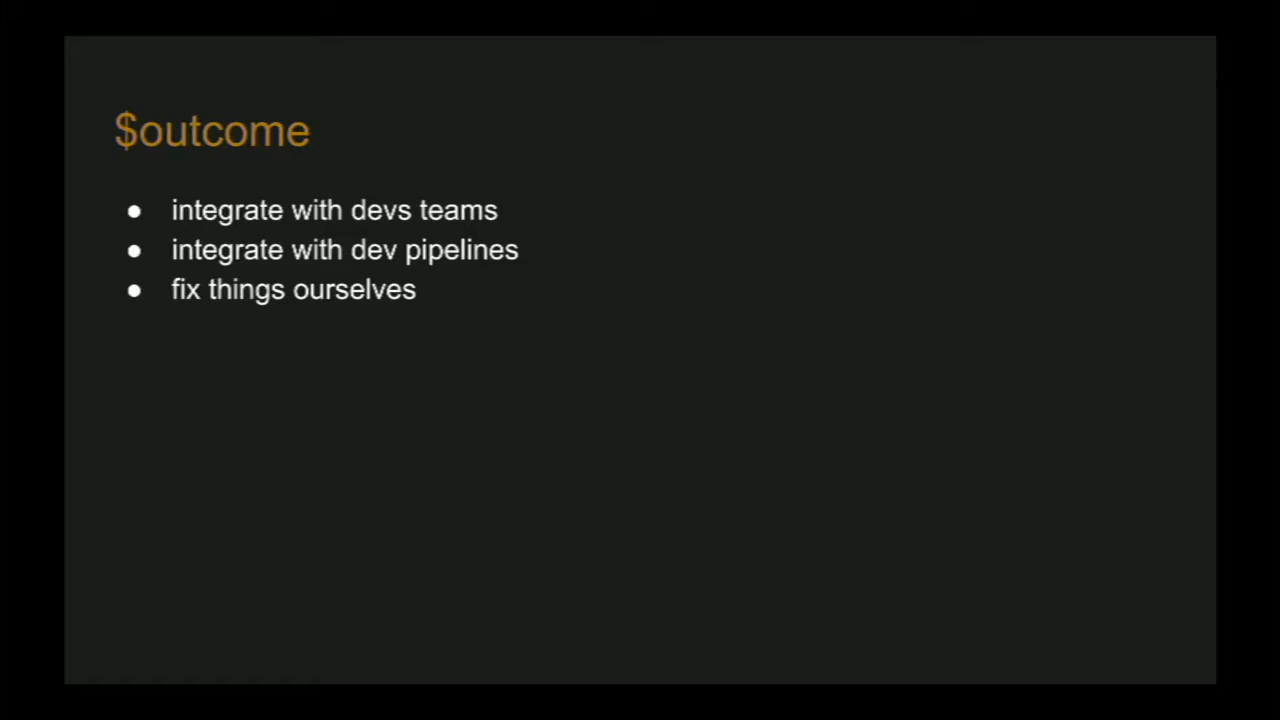 $outcome
● integrate with devs teams
● integrate with dev pipelines
● fix things ourselves